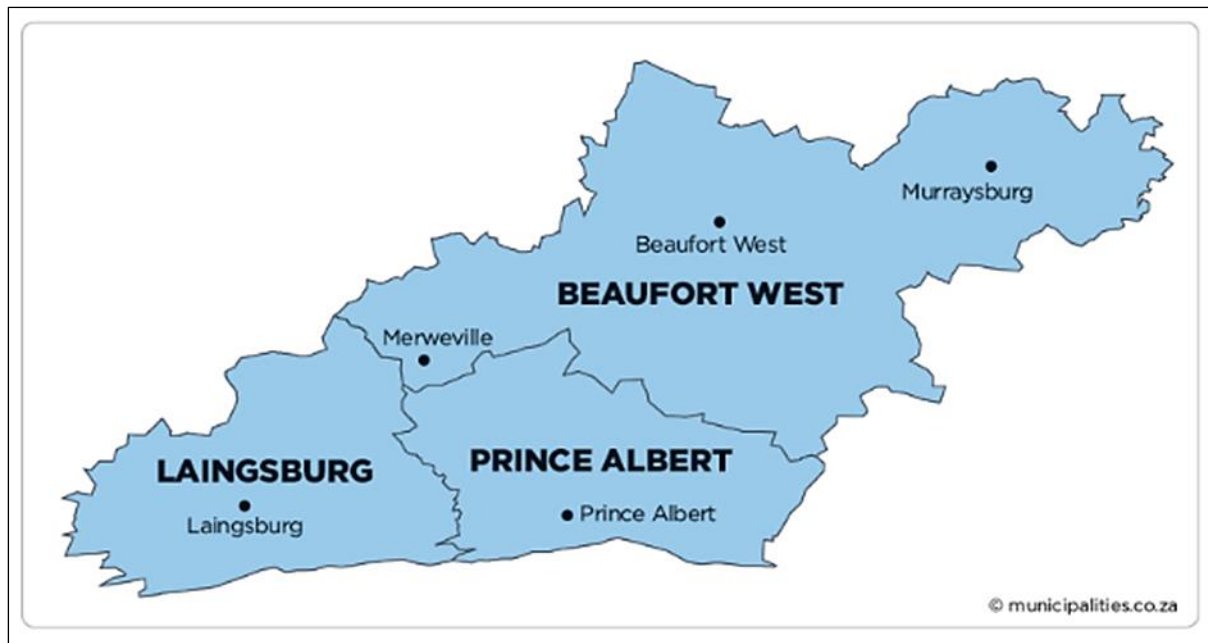 Murraysburg
Beaufort West
BEAUFORT WEST
Merweville
PRINCE ALBERT
LAINGSBURG
Prince Albert
Laingsburg
© municipalities.co.za